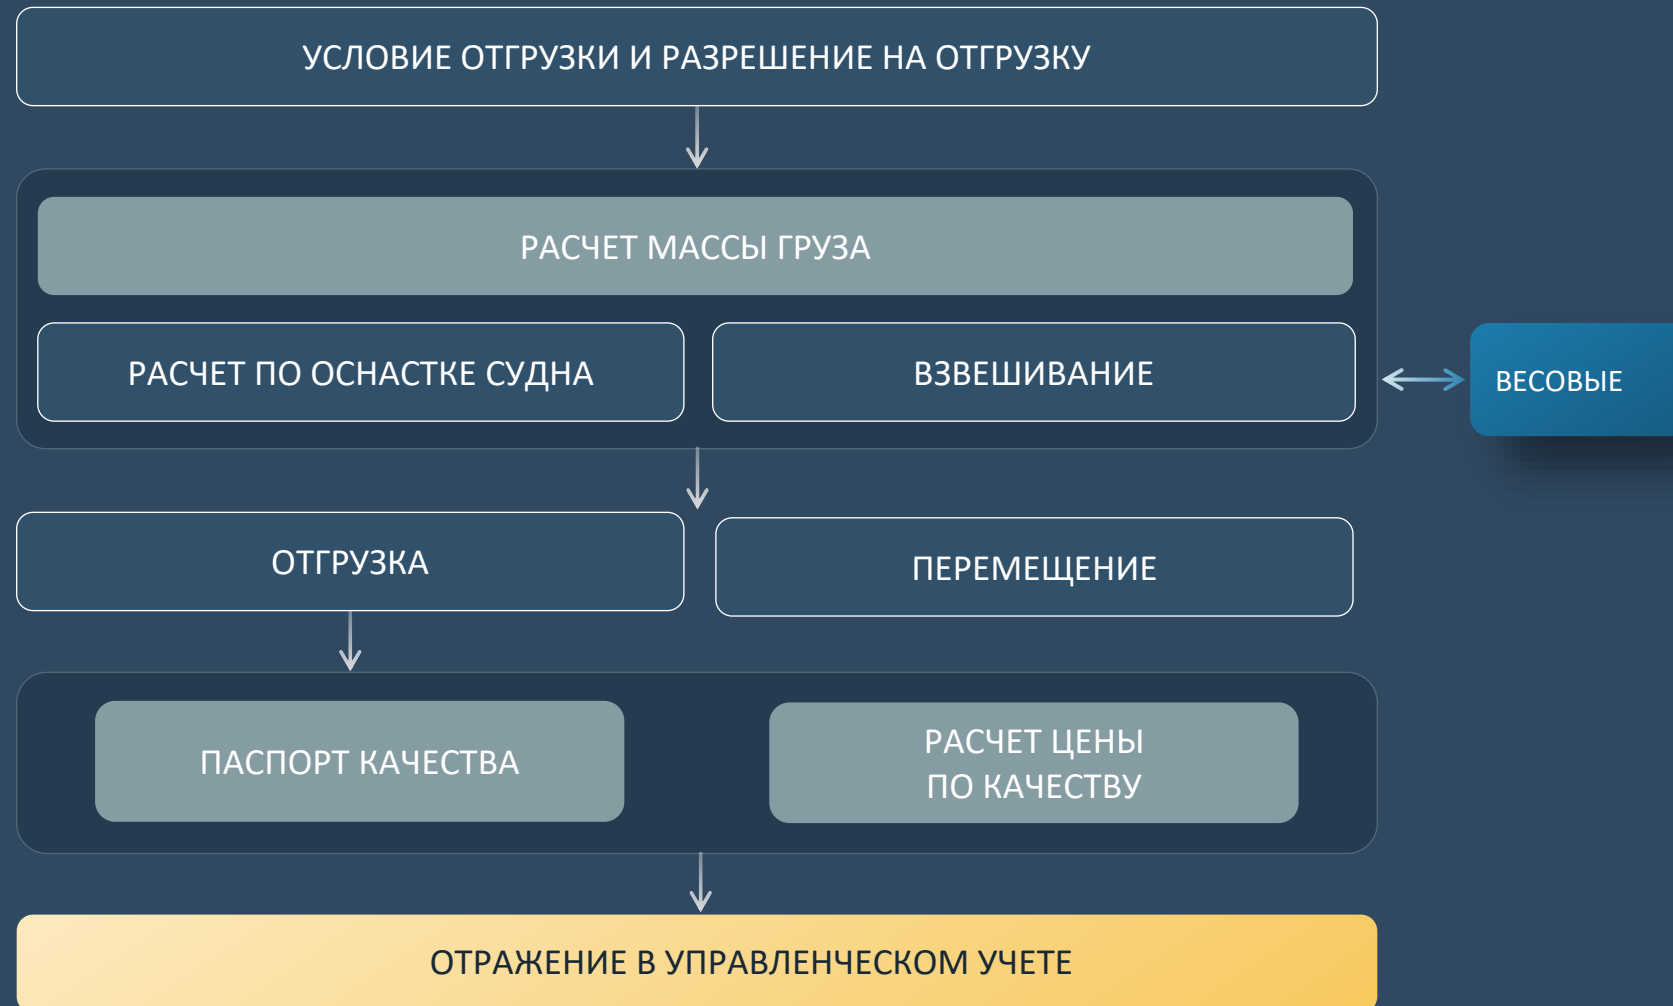 УСЛОВИЕ ОТГРУЗКИ И РАЗРЕШЕНИЕ НА ОТГРУЗКУ
РАСЧЕТ МАССЫ ГРУЗА
РАСЧЕТ ПО ОСНАСТКЕ СУДНА
ВЗВЕШИВАНИЕ
ВЕСОВЫЕ
ОТГРУЗКА
ПЕРЕМЕЩЕНИЕ
ПАСПОРТ КАЧЕСТВА
РАСЧЕТ ЦЕНЫ
ПО КАЧЕСТВУ
ОТРАЖЕНИЕ В УПРАВЛЕНЧЕСКОМ УЧЕТЕ